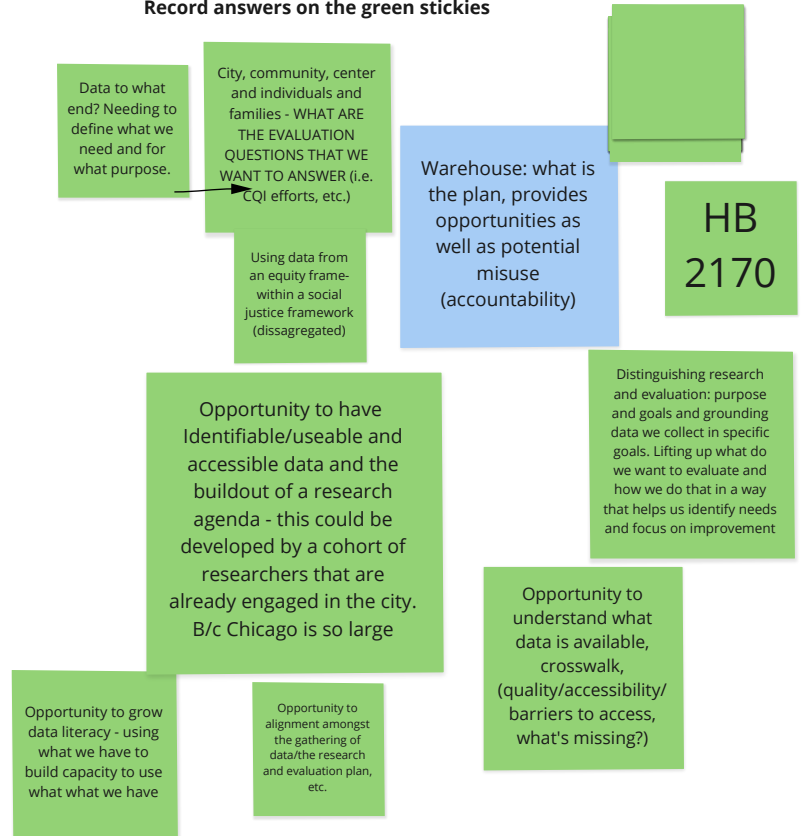 Record answers on the green stickies
Data to what
end? Needing to
define what we
need and for
what purpose.
City, community, center
and individuals and
families - WHAT ARE
THE EVALUATION
QUESTIONS THAT WE
WANT TO ANSWER (i.e.
CQI efforts, etc.)
Warehouse: what is
the plan, provides
opportunities as
well as potential
misuse
(accountability)
HB
2170
Using data from
an equity frame-
within a social
justice framework
(dissagregated)
Distinguishing research
and evaluation: purpose
and goals and grounding
data we collect in specific
goals. Lifting up what do
we want to evaluate and
how we do that in a way
that helps us identify needs
and focus on improvement
Opportunity to have
Identifiable/useable and
accessible data and the
buildout of a research
agenda - this could be
developed by a cohort of
researchers that are
already engaged in the city.
B/c Chicago is so large
Opportunity to
understand what
data is available,
crosswalk,
(quality/accessibility/
barriers to access,
what's missing?)
Opportunity to grow
data literacy - using
what we have to
build capacity to use
what what we have
Opportunity to
alignment amongst
the gathering of
data/the research
and evaluation plan,
etc.